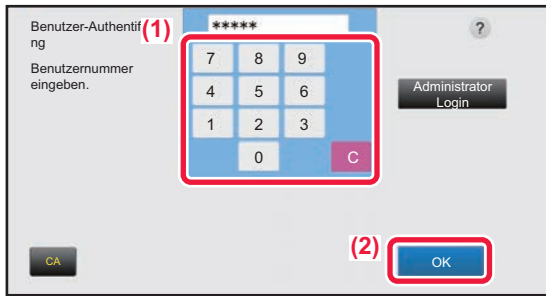 Benutzer-Authentif
ng
(1)
*****
?
Benutzernummer
eingeben.
7 8 9
4 5 6
1 2 3
0 C
Administrator
Login
CA
(2)
OK